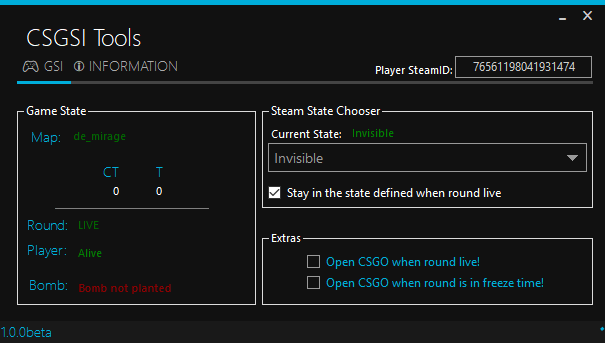 CSGSI Tools
GSI INFORMATION
Player SteamID: 76561198041931474
Game State
Map: de_mirage
CT T
0 0
Round: LIVE
Player: Alive
Bomb: Bomb not planted
Steam State Chooser
Current State: Invisible
Invisible
Stay in the state defined when round live
Extras
Open CSGO when round live!
Open CSGO when round is in freeze time!
1.0.0beta